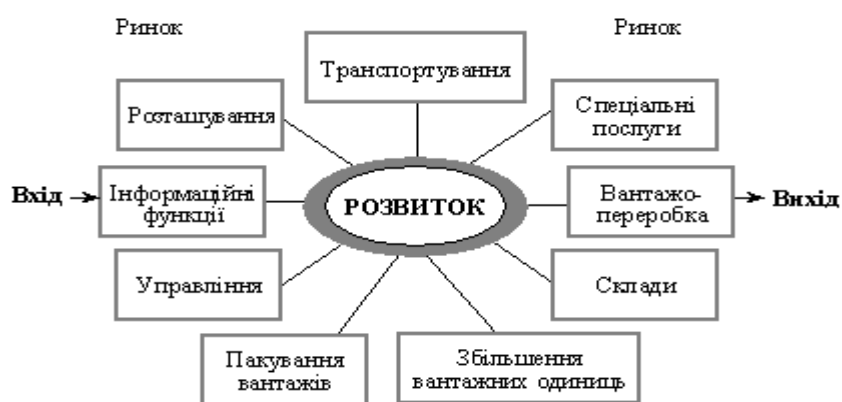 Ринок
Ринок
Транспортування
Розташування
Спеціальні
послуги
Вхід
Інформаційні
функції
РОЗВИТОК
Вантажо-
переробка
Вихід
Управління
Склади
Пакування
вантажів
Збільшення
вантажних одиниць